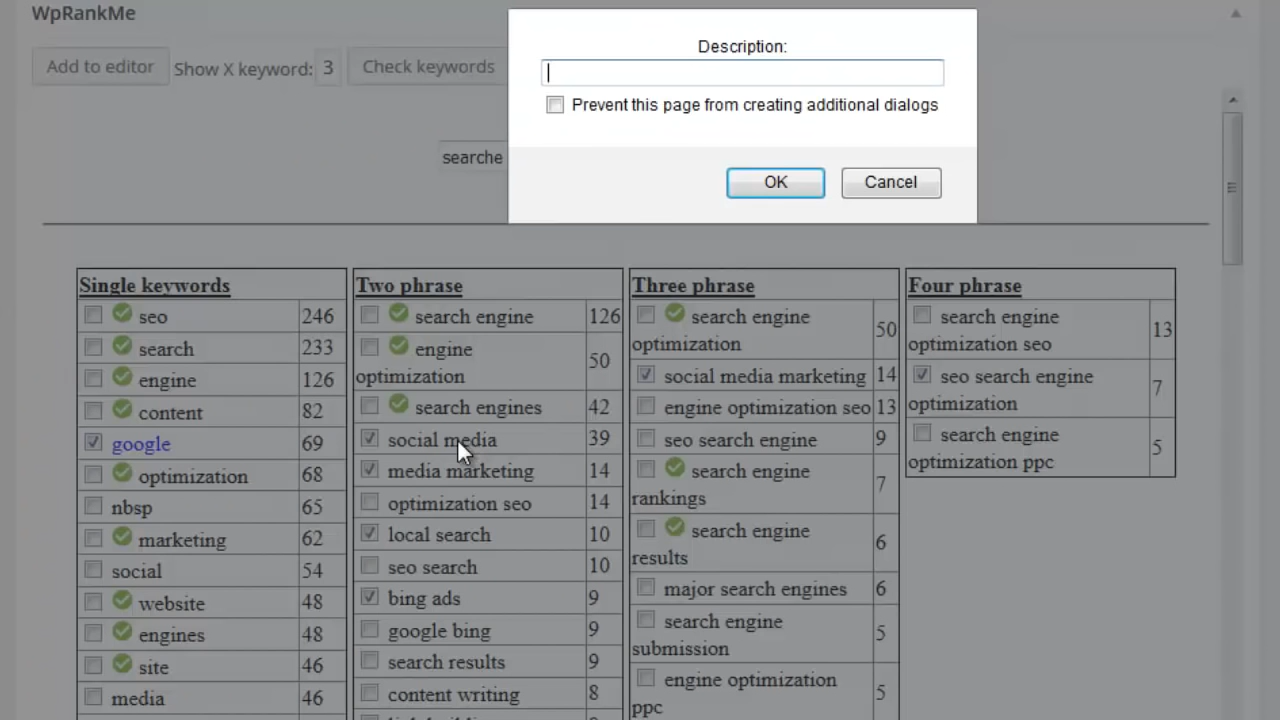 WpRankMe
Add to editor Show X keyword: 3 Check keywords
Description:
Prevent this page from creating additional dialogs
OK Cancel
searche
Single keywords
seo 246
search 233
engine 126
content 82
google 69
optimization 68
nbsp 65
marketing 62
social 54
website 48
engines 48
site 46
media 46
Two phrase
search engine 126
engine
optimization 50
search engines 42
social media 39
media marketing 14
optimization seo 14
local search 10
seo search 10
bing ads 9
google bing 9
search results 9
content writing 8
Three phrase
search engine
optimization 50
social media marketing 14
engine optimization seo 13
seo search engine 9
search engine
rankings 7
search engine
results 6
major search engines 6
search engine
submission 5
engine optimization
ppc 5
Four phrase
search engine
optimization seo 13
seo search engine
optimization 7
search engine
optimization ppc 5